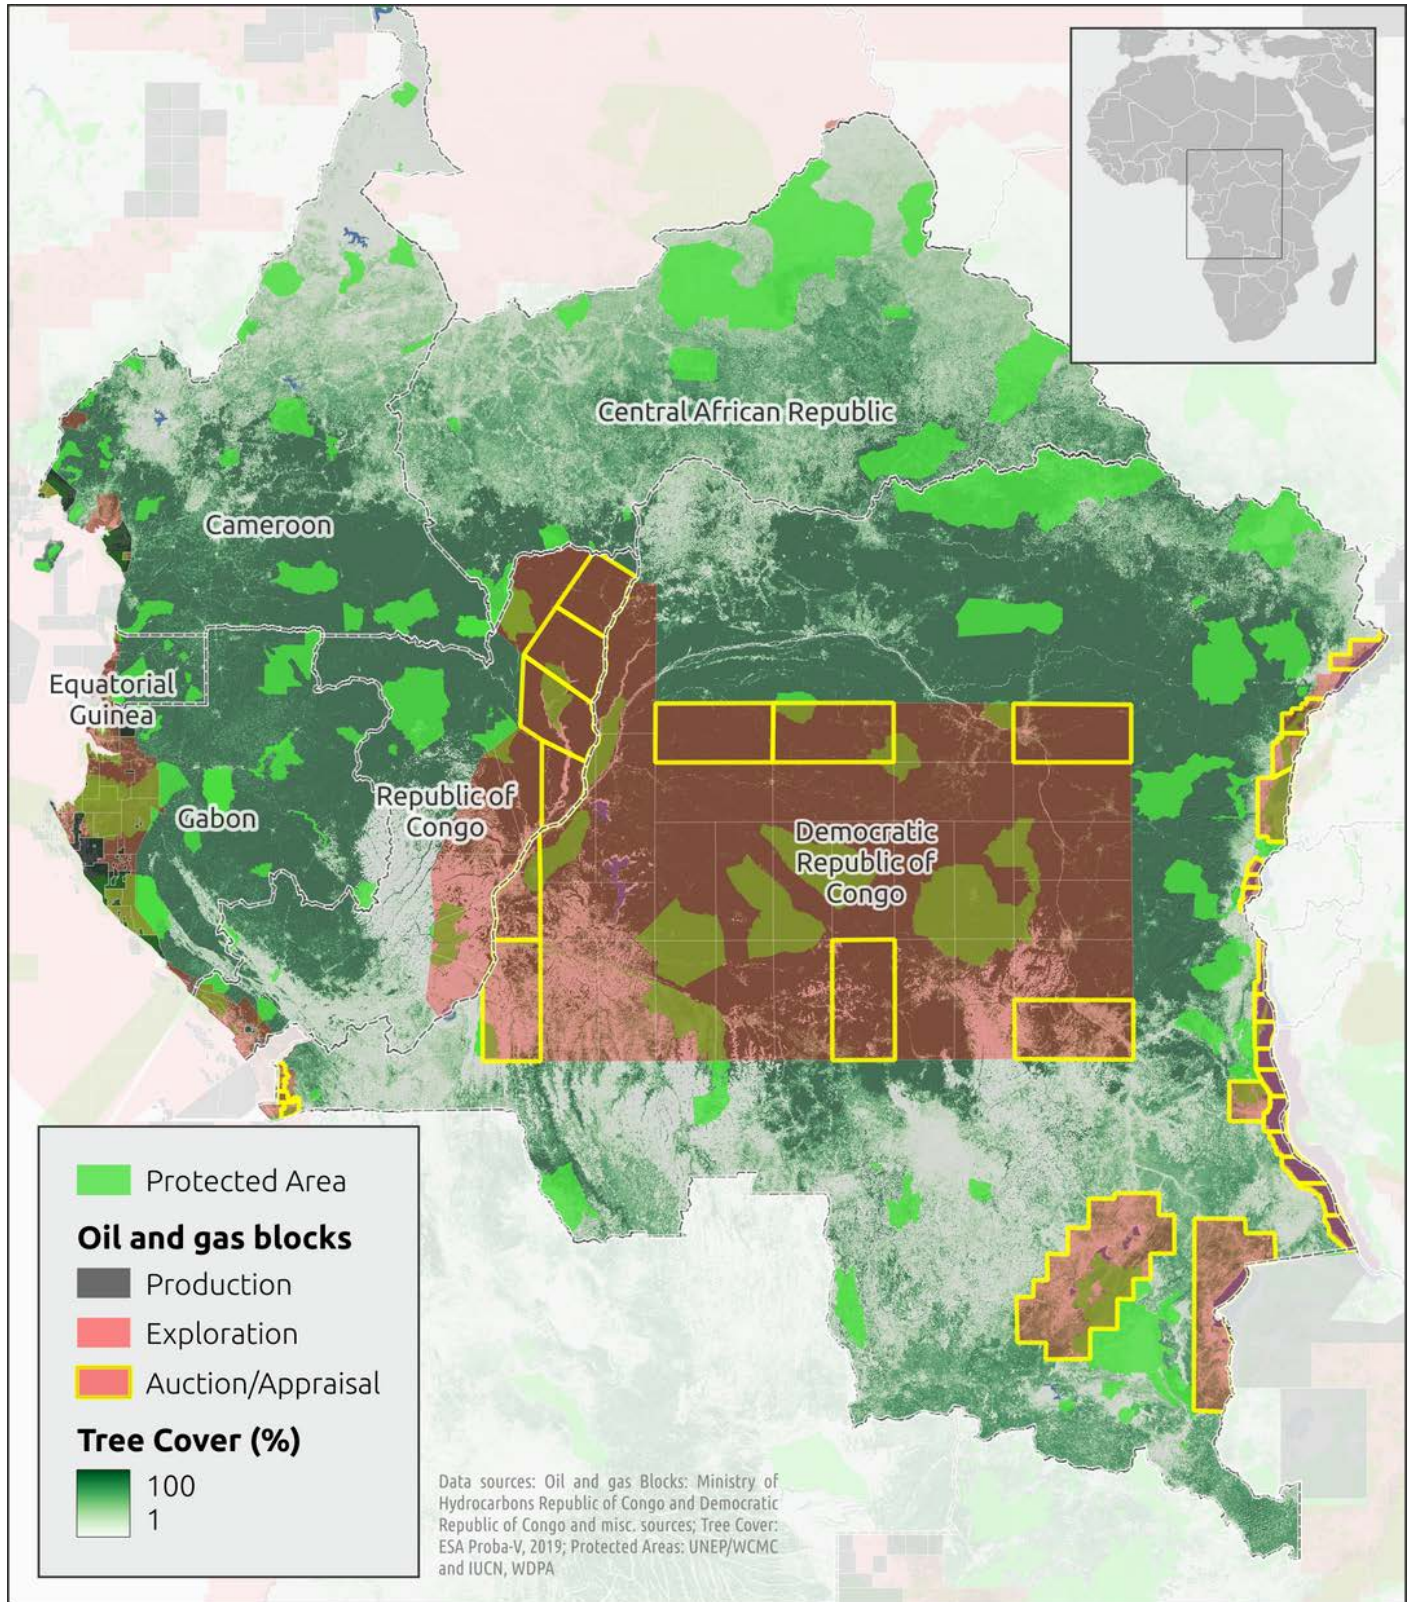 Central African Republic
Cameroon
Equatorial
Guinea
Gabon
Republic of
Congo
Democratic
Republic of
Congo
Protected Area
Oil and gas blocks
Production
Exploration
Auction/Appraisal
Tree Cover (%)
100
1
Data sources: Oil and gas Blocks: Ministry of
Hydrocarbons Republic of Congo and Democratic
Republic of Congo and misc. sources; Tree Cover:
ESA Proba-V, 2019; Protected Areas: UNEP/WCMC
and IUCN, WDPA